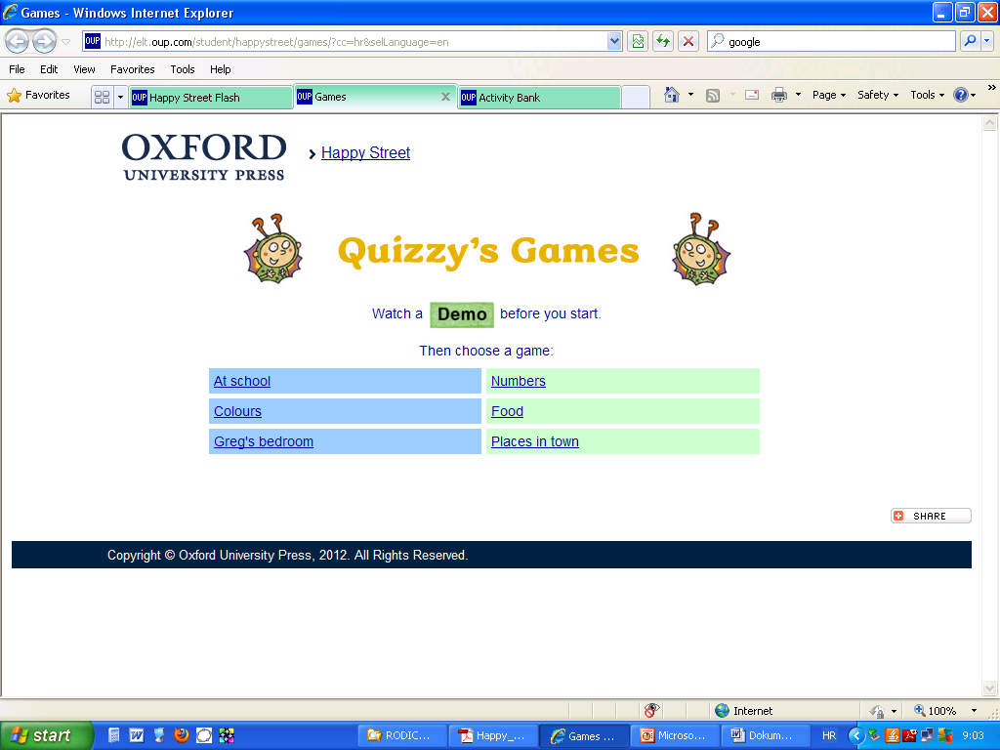 Games - Windows Internet Explorer
OUP http://elt.oup.com/student/happystreet/games/?cc=hr&selLanguage=en google
File Edit View Favorites Tools Help
Favorites OUP Happy Street Flash OUP Games OUP Activity Bank Page Safety Tools
OXFORD
UNIVERSITY PRESS
Happy Street
Quizzy's Games
Watch a Demo before you start.
Then choose a game:
At school Numbers
Colours Food
Greg's bedroom Places in town
SHARE
Copyright © Oxford University Press, 2012. All Rights Reserved.
Internet 100%
start RODIC... Happy_... Games ... Microso... Dokum... HR 9:03